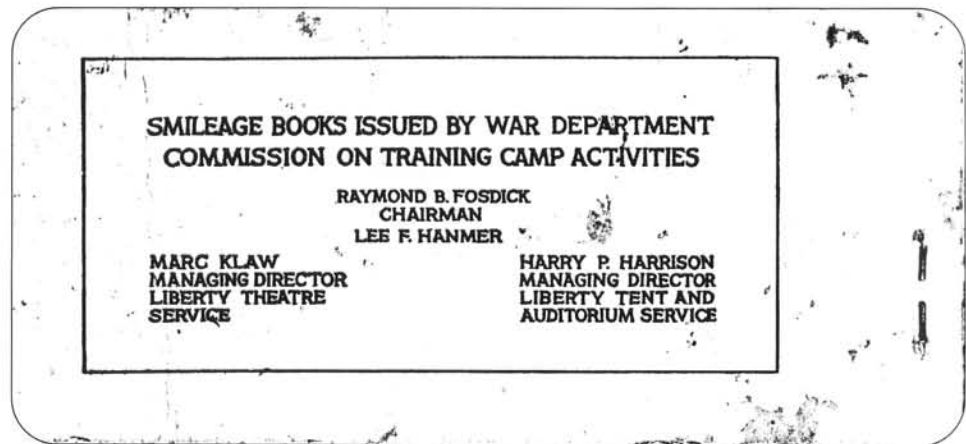 SMILEAGE BOOKS ISSUED BY WAR DEPARTMENT
COMMISSION ON TRAINING CAMP ACTIVITIES
RAYMOND B. FOSDICK
CHAIRMAN
LEE F. HANMER
MARC KLAW
MANAGING DIRECTOR
LIBERTY THEATRE
SERVICE
HARRY P. HARRISON
MANAGING DIRECTOR
LIBERTY TENT AND
AUDITORIUM SERVICE